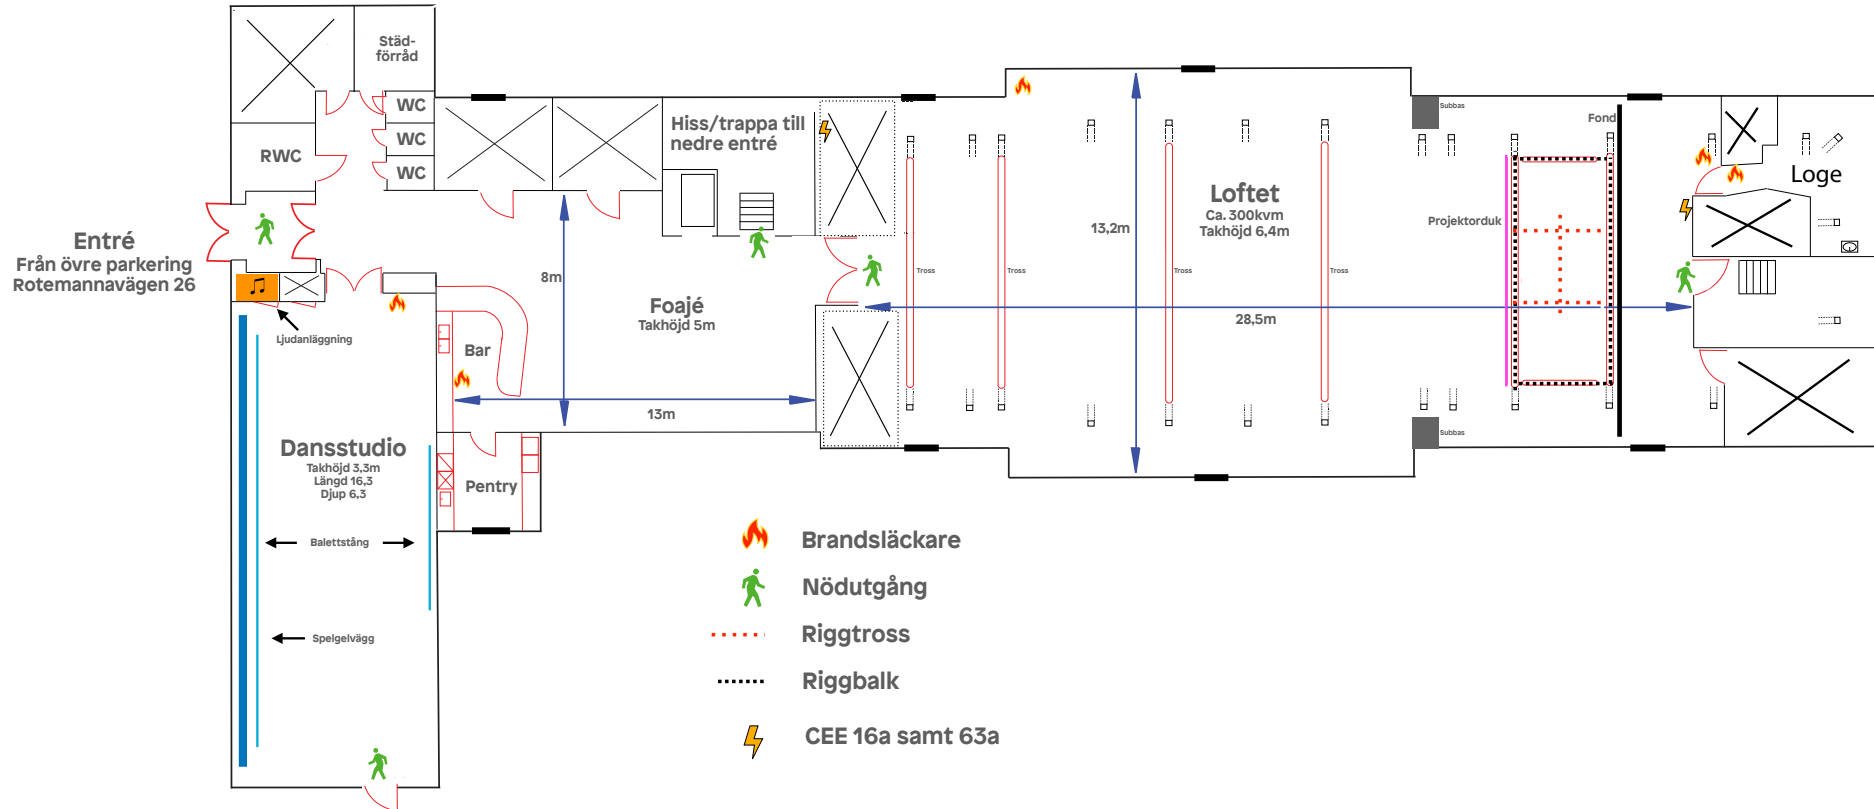 Städ-
förråd
WC
WC
WC
RWC
Hiss/trappa till
nedre entré
Entré
Från övre parkering
Rotemannavägen 26
Ljudanläggning
Bar
8m
Foajé
Takhöjd 5m
13m
Dansstudio
Takhöjd 3,3m
Längd 16,3
Djup 6,3
Pentry
Balettstång
Spelgelvägg
Tross
Tross
13,2m
Loftet
Ca. 300kvm
Takhöjd 6,4m
Tross
Tross
28,5m
Subbas
Subbas
Fond
Projektorduk
Loge
Brandsläckare
Nödutgång
Riggtross
Riggbalk
CEE 16a samt 63a